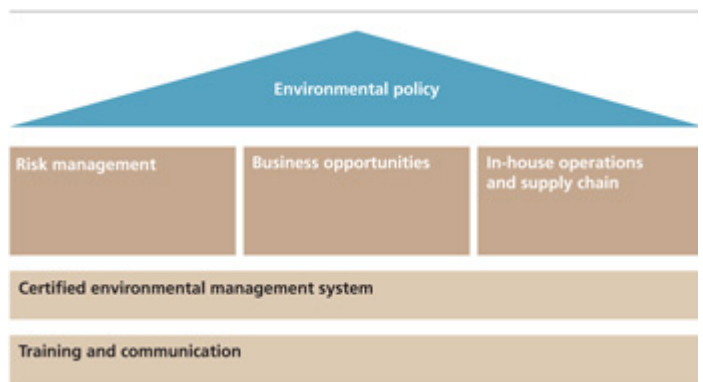 Environmental policy
Risk management
Business opportunities
In-house operations
and supply chain
Certified environmental management system
Training and communication